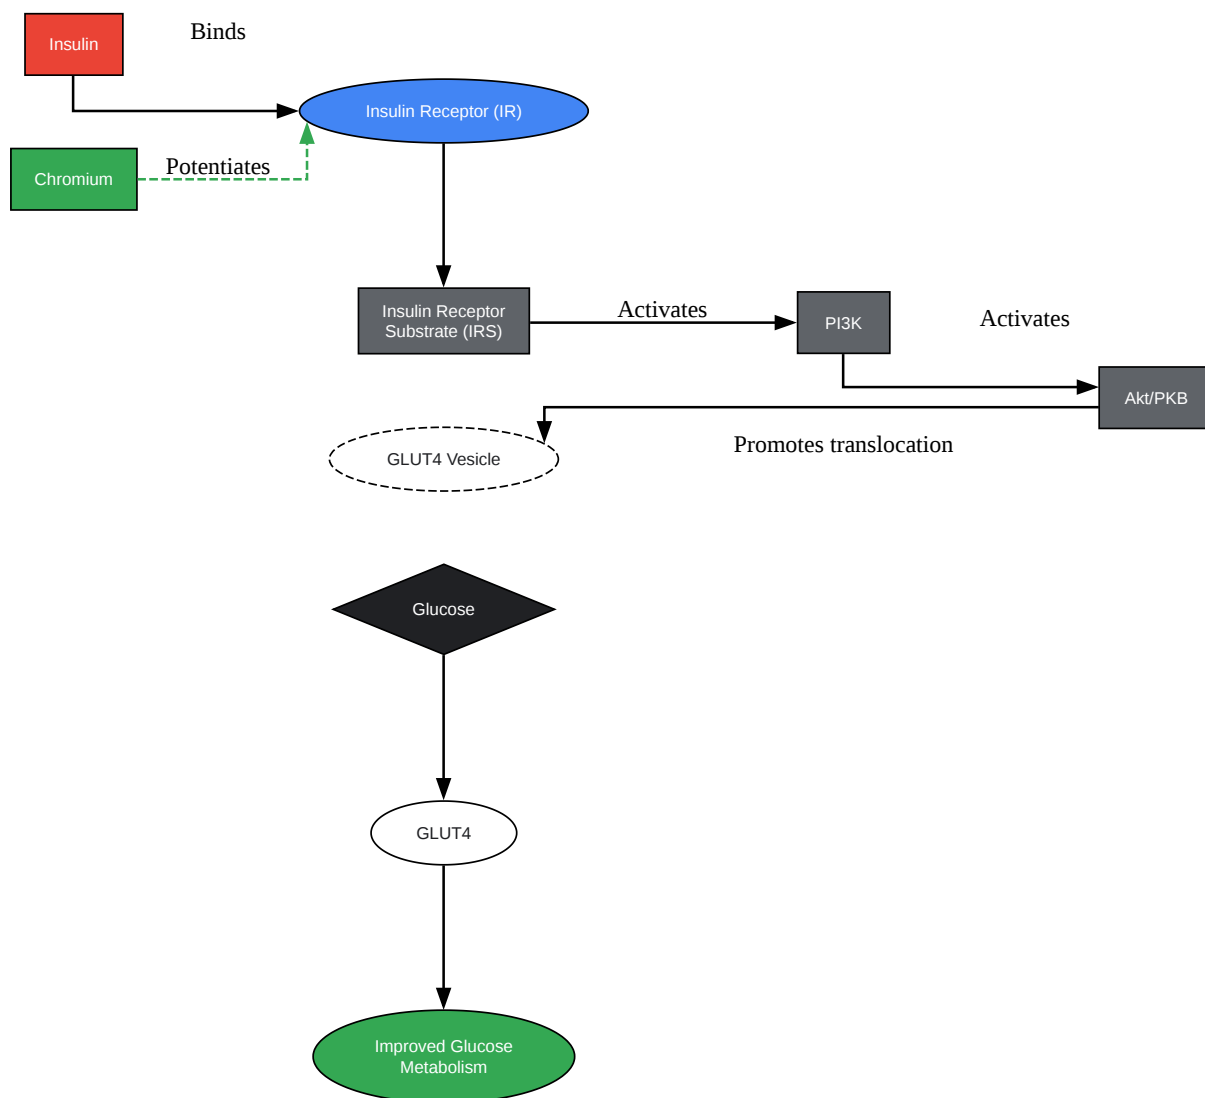 Insulin
Binds
Insulin Receptor (IR)
Chromium
Potentiates
Insulin Receptor
Substrate (IRS)
Activates
PI3K
Activates
Akt/PKB
Promotes translocation
GLUT4 Vesicle
Glucose
GLUT4
Improved Glucose
Metabolism